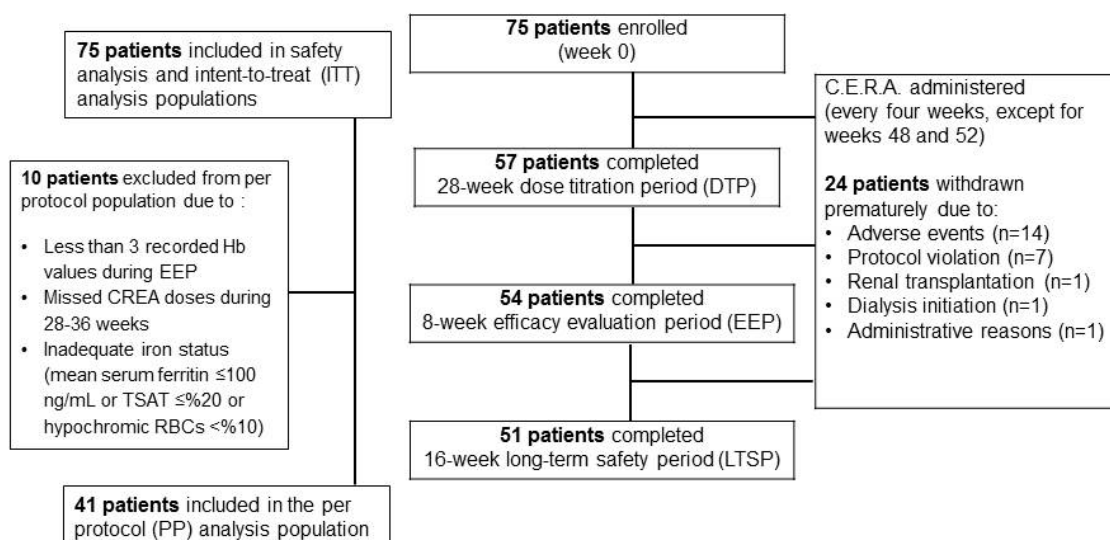 75 patients included in safety
analysis and intent-to-treat (ITT)
analysis populations
10 patients excluded from per
protocol population due to :
• Less than 3 recorded Hb
values during EEP
• Missed CREA doses during
28-36 weeks
• Inadequate iron status
(mean serum ferritin ≤100
ng/mL or TSAT ≤%20 or
hypochromic RBCs <%10)
41 patients included in the per
protocol (PP) analysis population
75 patients enrolled
(week 0)
57 patients completed
28-week dose titration period (DTP)
54 patients completed
8-week efficacy evaluation period (EEP)
51 patients completed
16-week long-term safety period (LTSP)
C.E.R.A. administered
(every four weeks, except for
weeks 48 and 52)
24 patients withdrawn
prematurely due to:
• Adverse events (n=14)
• Protocol violation (n=7)
• Renal transplantation (n=1)
• Dialysis initiation (n=1)
• Administrative reasons (n=1)